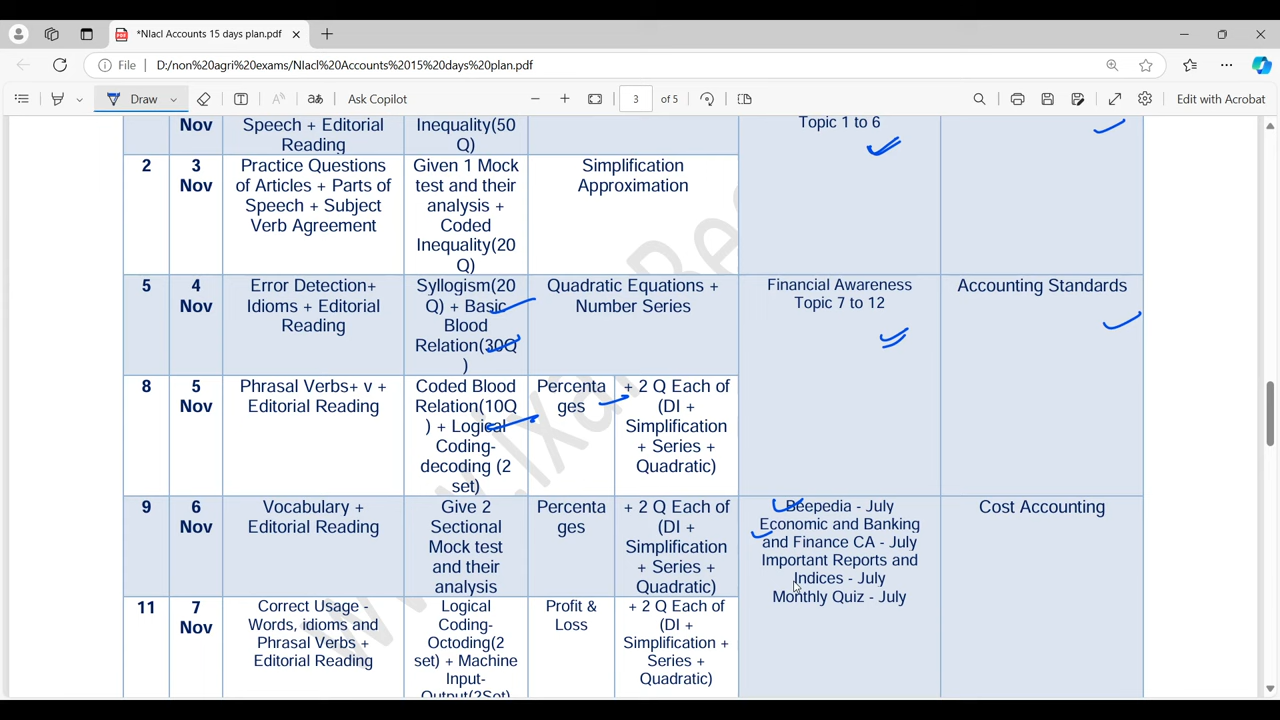 *NIacl Accounts 15 days plan.pdf
File
D:/non%20agri%20exams/NIacl%20Accounts%2015%20days%20plan.pdf
Draw
Ask Copilot
3
of 5
Edit with Acrobat
Nov
Speech + Editorial
Reading
Inequality(50
Q)
Topic 1 to 6
2
3
Nov
Practice Questions
of Articles + Parts of
Speech + Subject
Verb Agreement
Given 1 Mock
test and their
analysis +
Coded
Inequality(20
Q)
Simplification
Approximation
5
4
Nov
Error Detection+
Idioms + Editorial
Reading
Syllogism(20
Q) + Basic
Blood
Relation(30Q
)
Quadratic Equations +
Number Series
Financial Awareness
Topic 7 to 12
Accounting Standards
8
5
Nov
Phrasal Verbs+ v +
Editorial Reading
Coded Blood
Relation(10Q
) + Logical
Coding-
decoding (2
set)
Percenta
ges
+ 2 Q Each of
(DI +
Simplification
+ Series +
Quadratic)
9
6
Nov
Vocabulary +
Editorial Reading
Give 2
Sectional
Mock test
and their
analysis
Percenta
ges
+ 2 Q Each of
(DI +
Simplification
+ Series +
Quadratic)
Beepedia - July
Economic and Banking
and Finance CA - July
Important Reports and
Indices - July
Monthly Quiz - July
Cost Accounting
11
7
Nov
Correct Usage -
Words, idioms and
Phrasal Verbs +
Editorial Reading
Logical
Coding-
Octoding(2
set) + Machine
Input-
Output(2Set)
Profit &
Loss
+ 2 Q Each of
(DI +
Simplification +
Series +
Quadratic)